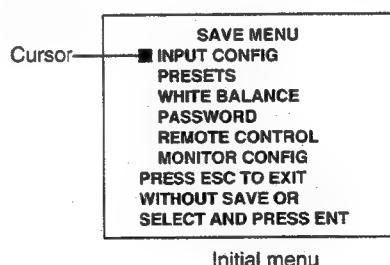 SAVE MENU
Cursor INPUT CONFIG
PRESETS
WHITE BALANCE
PASSWORD
REMOTE CONTROL
MONITOR CONFIG
PRESS ESC TO EXIT
WITHOUT SAVE OR
SELECT AND PRESS ENT
Initial menu